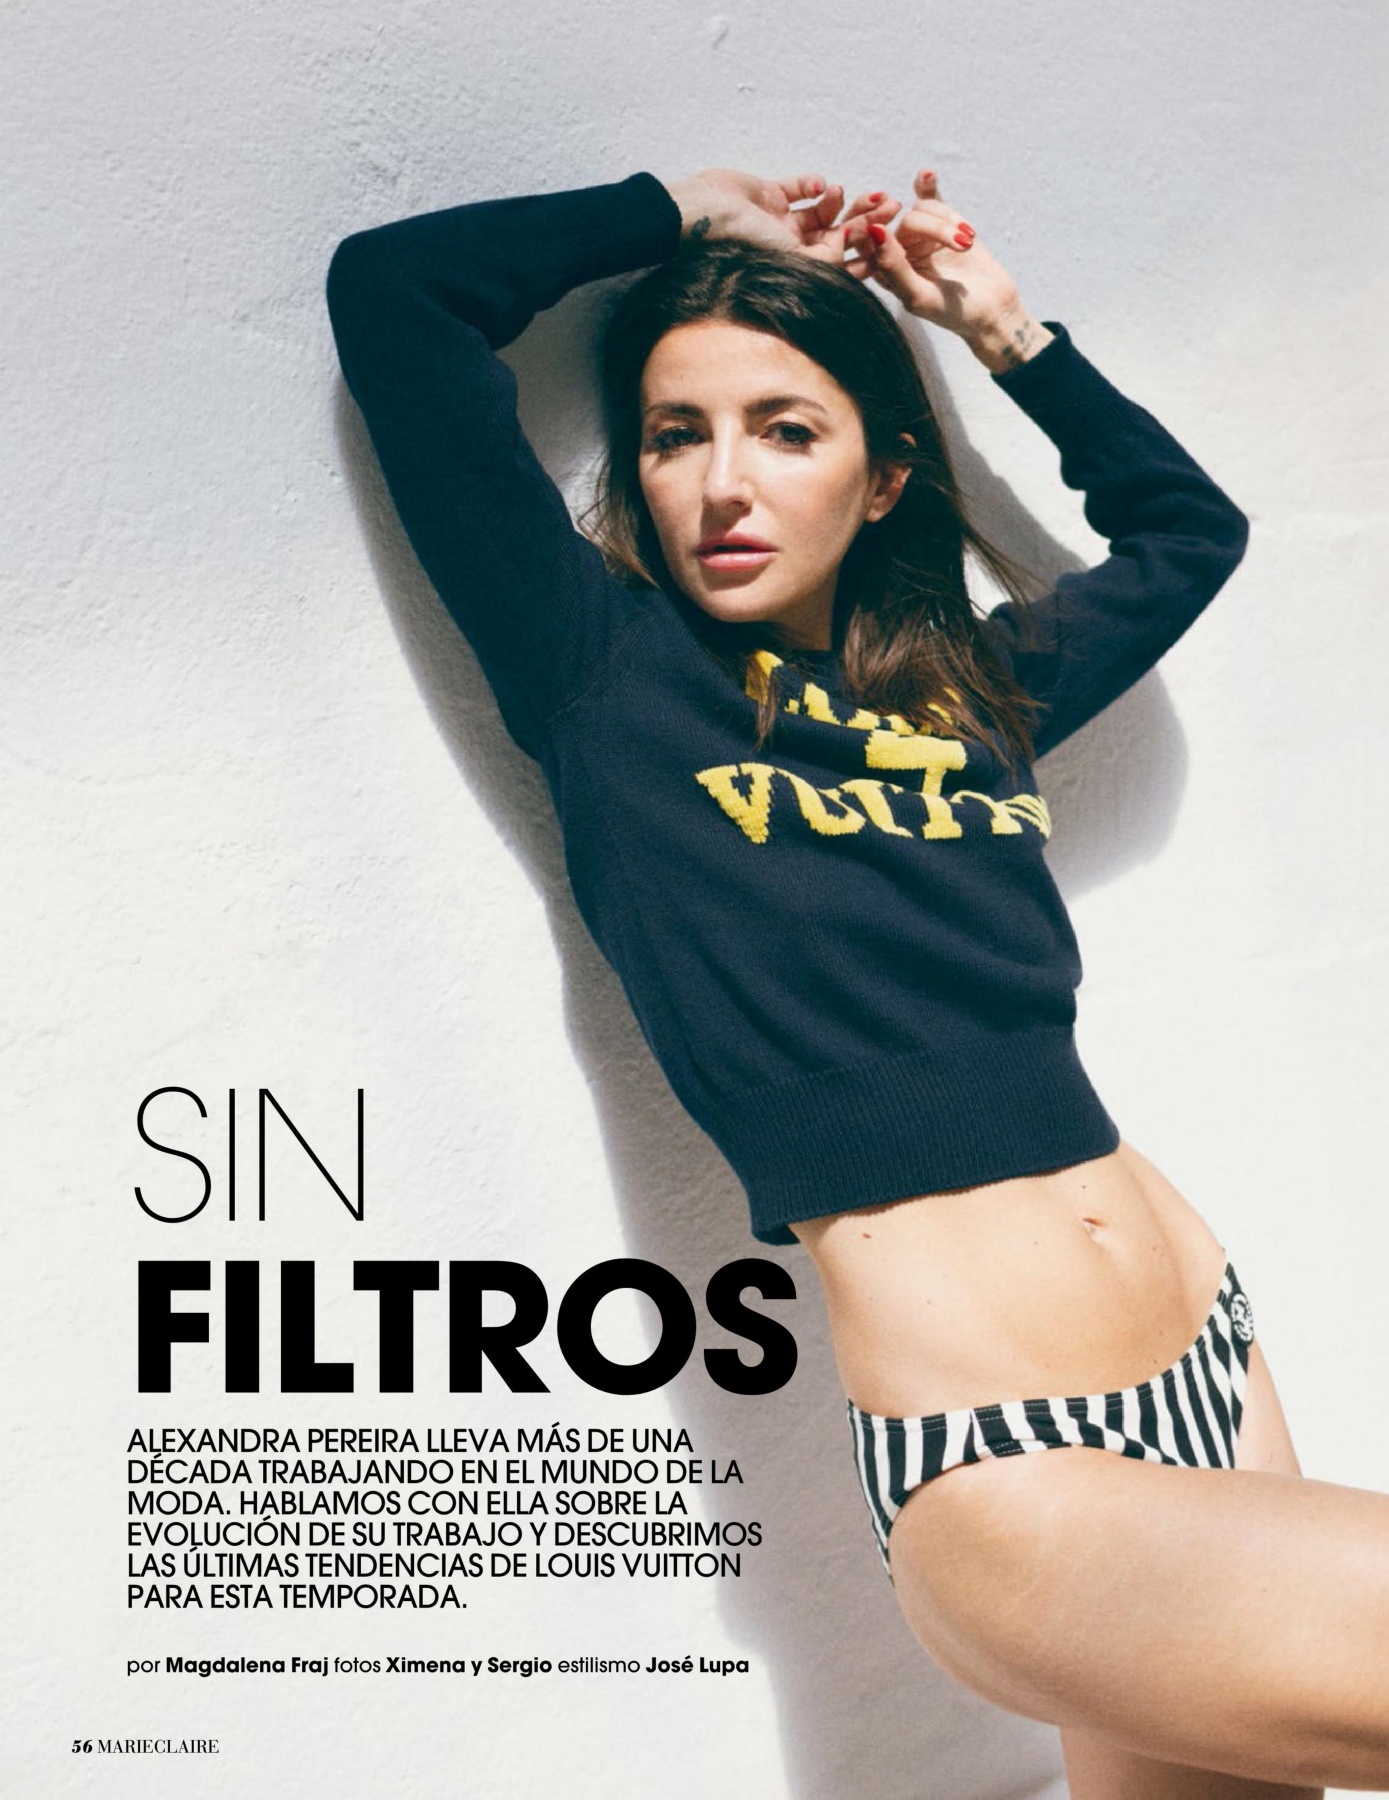 VUITTON
SIN
FILTROS
ALEXANDRA PEREIRA LLEVA MÁS DE UNA
DÉCADA TRABAJANDO EN EL MUNDO DE LA
MODA. HABLAMOS CON ELLA SOBRE LA
EVOLUCIÓN DE SU TRABAJO Y DESCUBRIMOS
LAS ÚLTIMAS TENDENCIAS DE LOUIS VUITTON
PARA ESTA TEMPORADA.
por Magdalena Fraj fotos Ximena y Sergio estilismo José Lupa
56 MARIECLAIRE